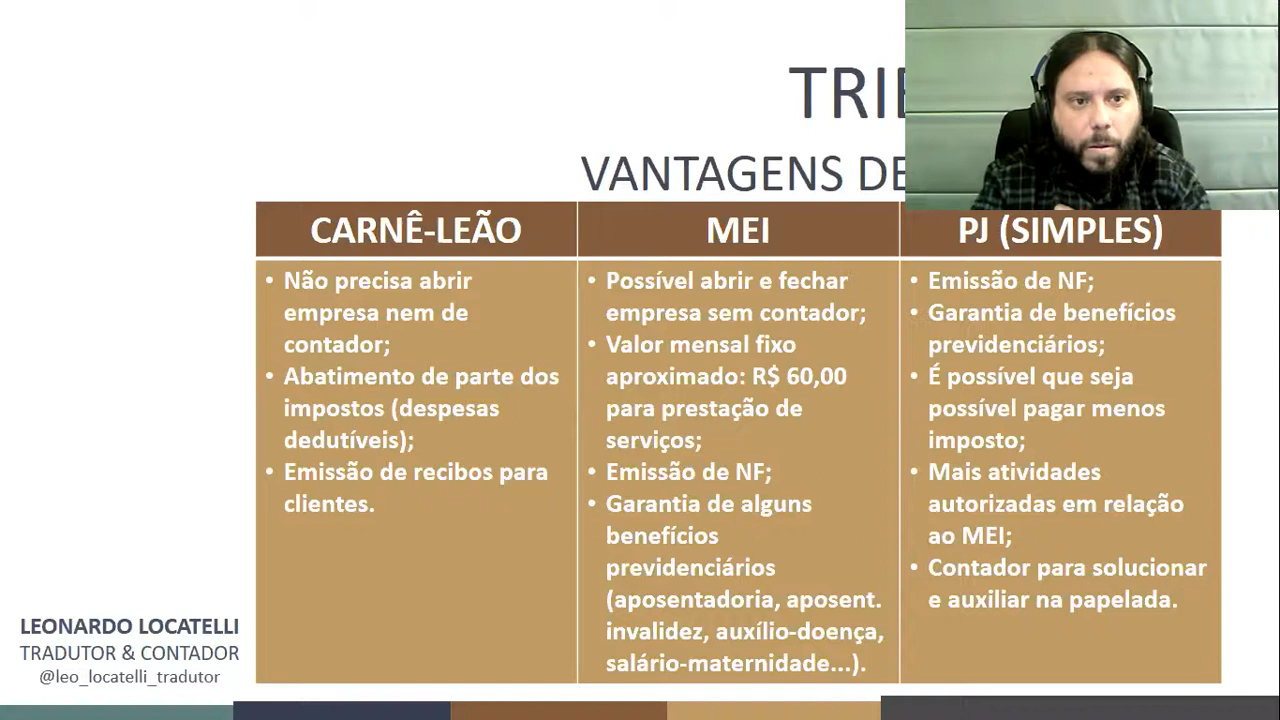 VANTAGENS
CARNÊ-LEÃO
• Não precisa abrir
empresa nem de
contador;
• Abatimento de parte dos
impostos (despesas
dedutíveis);
• Emissão de recibos para
clientes.
MEI
• Possível abrir e fechar
empresa sem contador;
• Valor mensal fixo
aproximado: R$ 60,00
para prestação de
serviços;
• Emissão de NF;
• Garantia de alguns
benefícios
previdenciários
(aposentadoria, aposent.
invalidez, auxílio-doença,
salário-maternidade...).
PJ (SIMPLES)
• Emissão de NF;
• Garantia de benefícios
previdenciários;
• É possível que seja
possível pagar menos
imposto;
• Mais atividades
autorizadas em relação
ao MEI;
• Contador para solucionar
e auxiliar na papelada.
LEONARDO LOCATELLI
TRADUTOR & CONTADOR
@leo_locatelli_tradutor